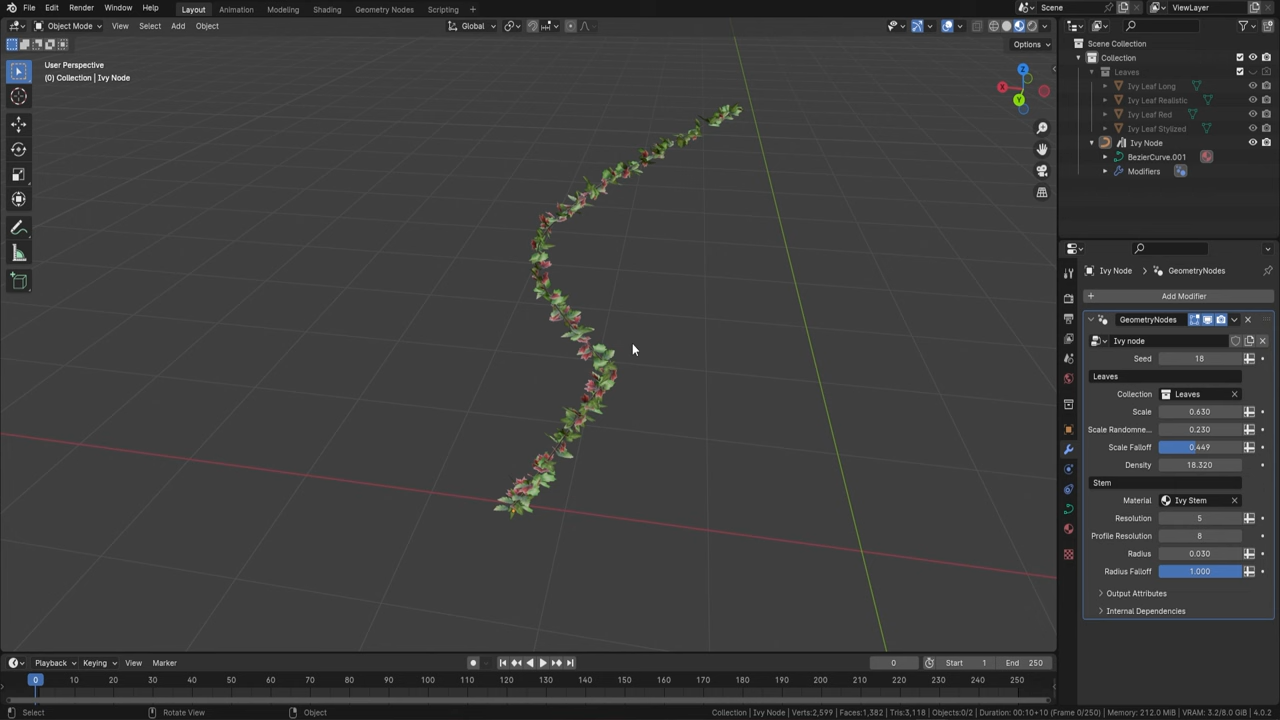 File Edit Render Window Help Layout Animation Modeling Shading Geometry Nodes Scripting Scene ViewLayer
Object Mode View Select Add Object Global
Options
User Perspective
(0) Collection | Ivy Node
Z
X
Y
Scene Collection
Collection
Leaves
Ivy Leaf Long
Ivy Leaf Realistic
Ivy Leaf Red
Ivy Leaf Stylized
Ivy Node
BezierCurve.001
Modifiers
Ivy Node GeometryNodes
Add Modifier
GeometryNodes
Ivy node
Seed 18
Leaves
Collection Leaves
Scale 0.630
Scale Randomne... 0.230
Scale Falloff 0.449
Density 18.320
Stem
Material Ivy Stem
Resolution 5
Profile Resolution 8
Radius 0.030
Radius Falloff 1.000
Output Attributes
Internal Dependencies
Playback Keying View Marker 0 Start 1 End 250
0 10 20 30 40 50 60 70 80 90 100 110 120 130 140 150 160 170 180 190 200 210 220 230 240 250
Select Rotate View Object Collection | Ivy Node | Verts:2,599 | Faces:1,382 | Tris:3,118 | Objects:0/2 | Duration: 00:10+10 (Frame 0/250) | Memory: 212.0 MiB | VRAM: 3.2/8.0 GiB | 4.0.2